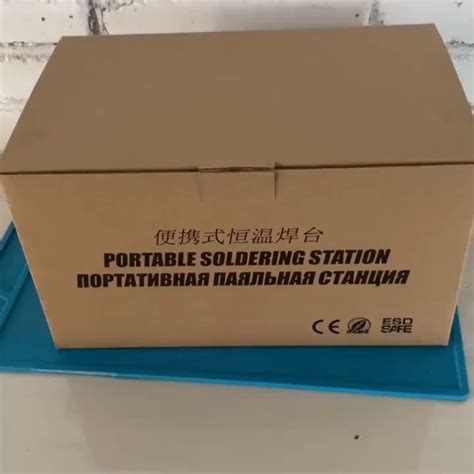 便携式恒温焊台
PORTABLE SOLDERING STATION
ПОРТАТИВНАЯ ПАЯЛЬНАЯ СТАНЦИЯ
CE
ESD
SAFE